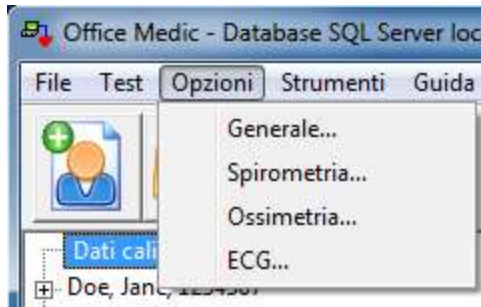 Office Medic - Database SQL Server loc
File Test Opzioni Strumenti Guida
Generale...
Spirometria...
Ossimetria...
ECG...
Dati cali
Doe, Jane, 1234567